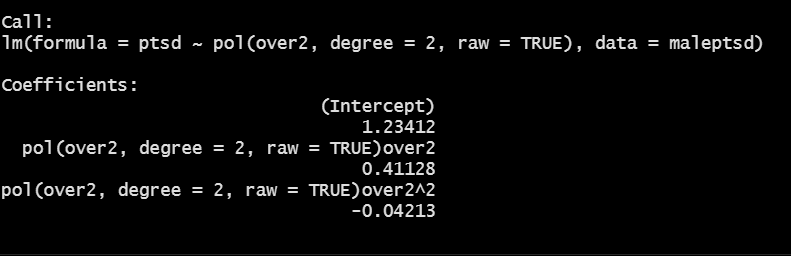 Call:
lm(formula = ptsd ~ pol(over2, degree = 2, raw = TRUE), data = maleptsd)
Coefficients:
(Intercept)
1.23412
pol(over2, degree = 2, raw = TRUE)over2
0.41128
pol(over2, degree = 2, raw = TRUE)over2^2
-0.04213